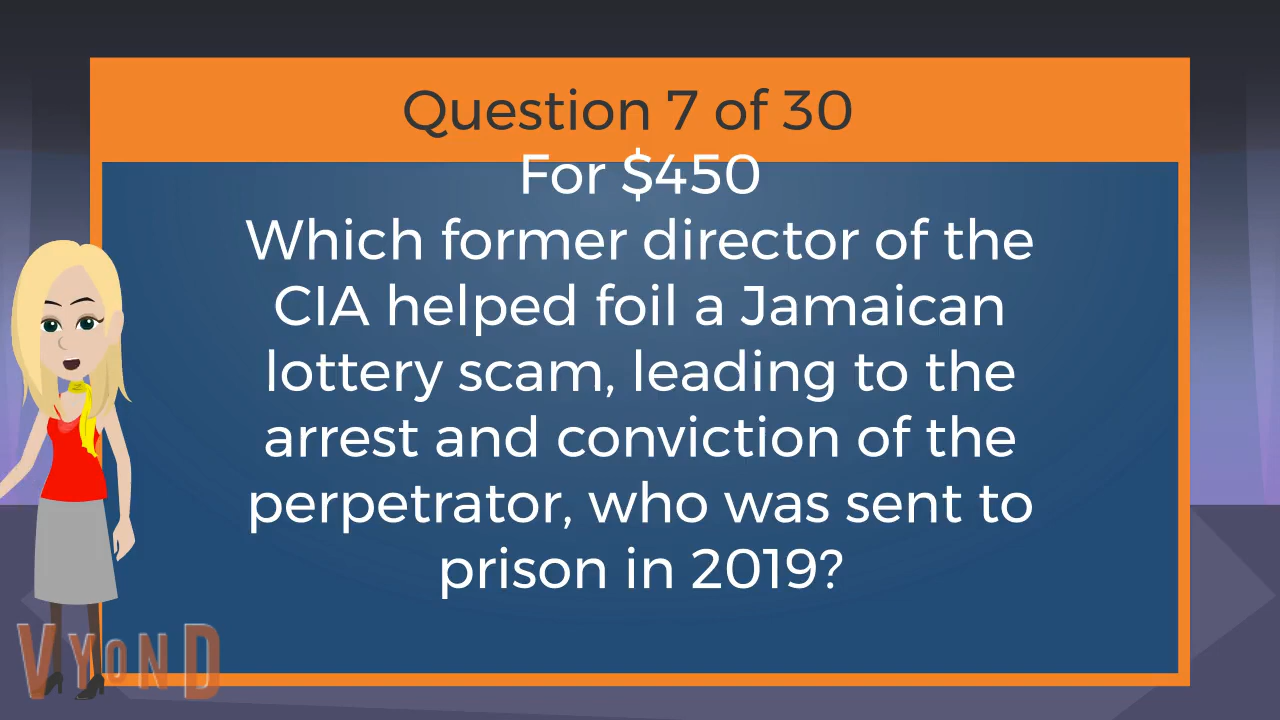 Question 7 of 30
For $450
Which former director of the
CIA helped foil a Jamaican
lottery scam, leading to the
arrest and conviction of the
perpetrator, who was sent to
prison in 2019?
VYOND